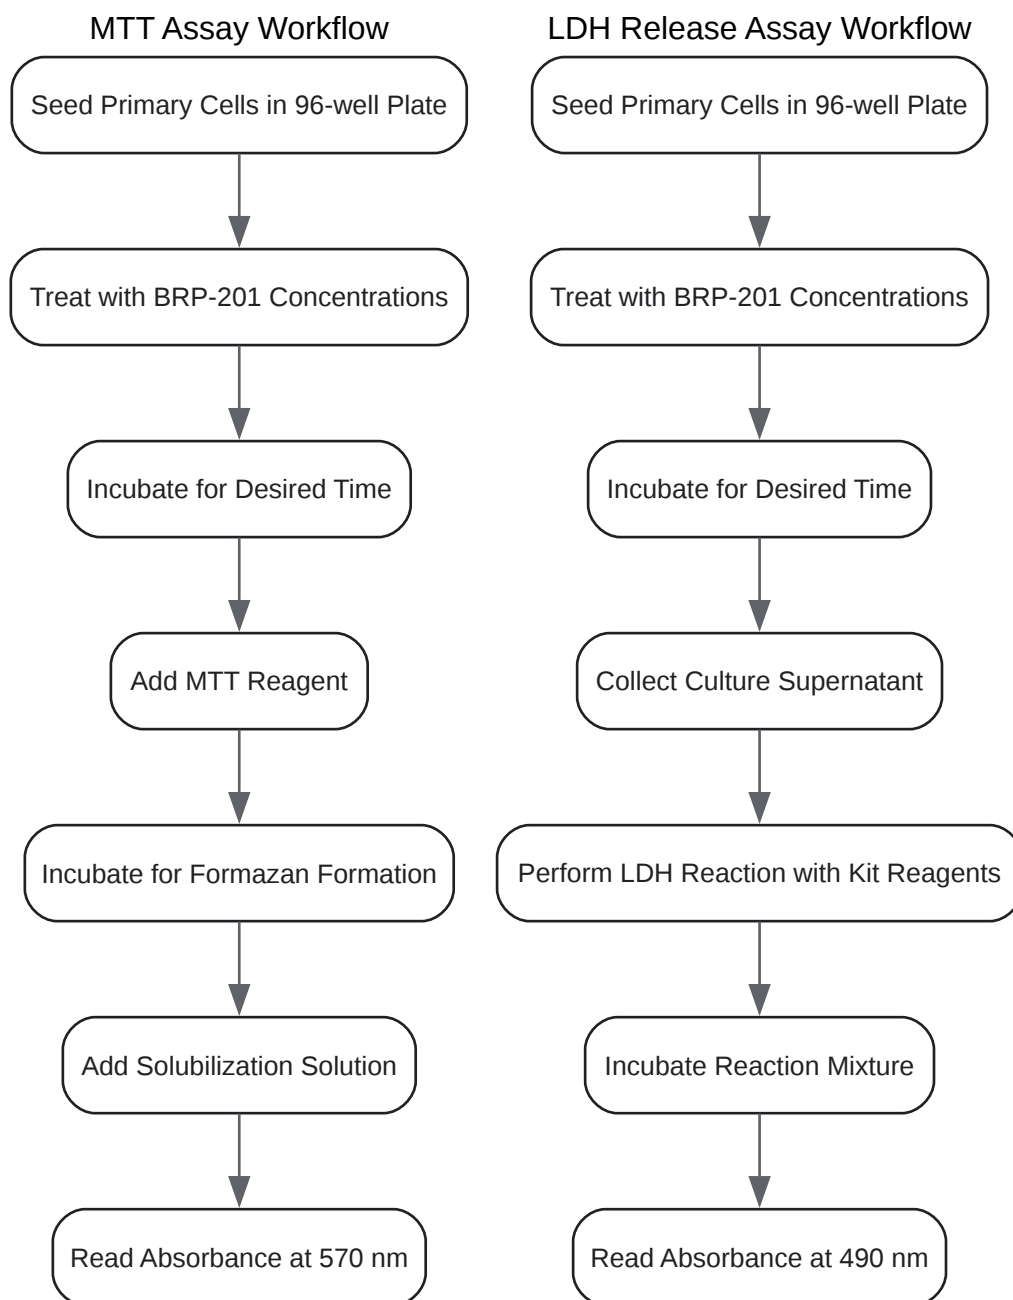 MTT Assay Workflow
Seed Primary Cells in 96-well Plate
Treat with BRP-201 Concentrations
Incubate for Desired Time
Add MTT Reagent
Incubate for Formazan Formation
Add Solubilization Solution
Read Absorbance at 570 nm
LDH Release Assay Workflow
Seed Primary Cells in 96-well Plate
Treat with BRP-201 Concentrations
Incubate for Desired Time
Collect Culture Supernatant
Perform LDH Reaction with Kit Reagents
Incubate Reaction Mixture
Read Absorbance at 490 nm